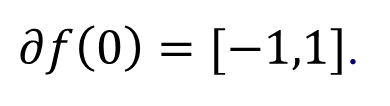 ∂f(0) = [−1,1].